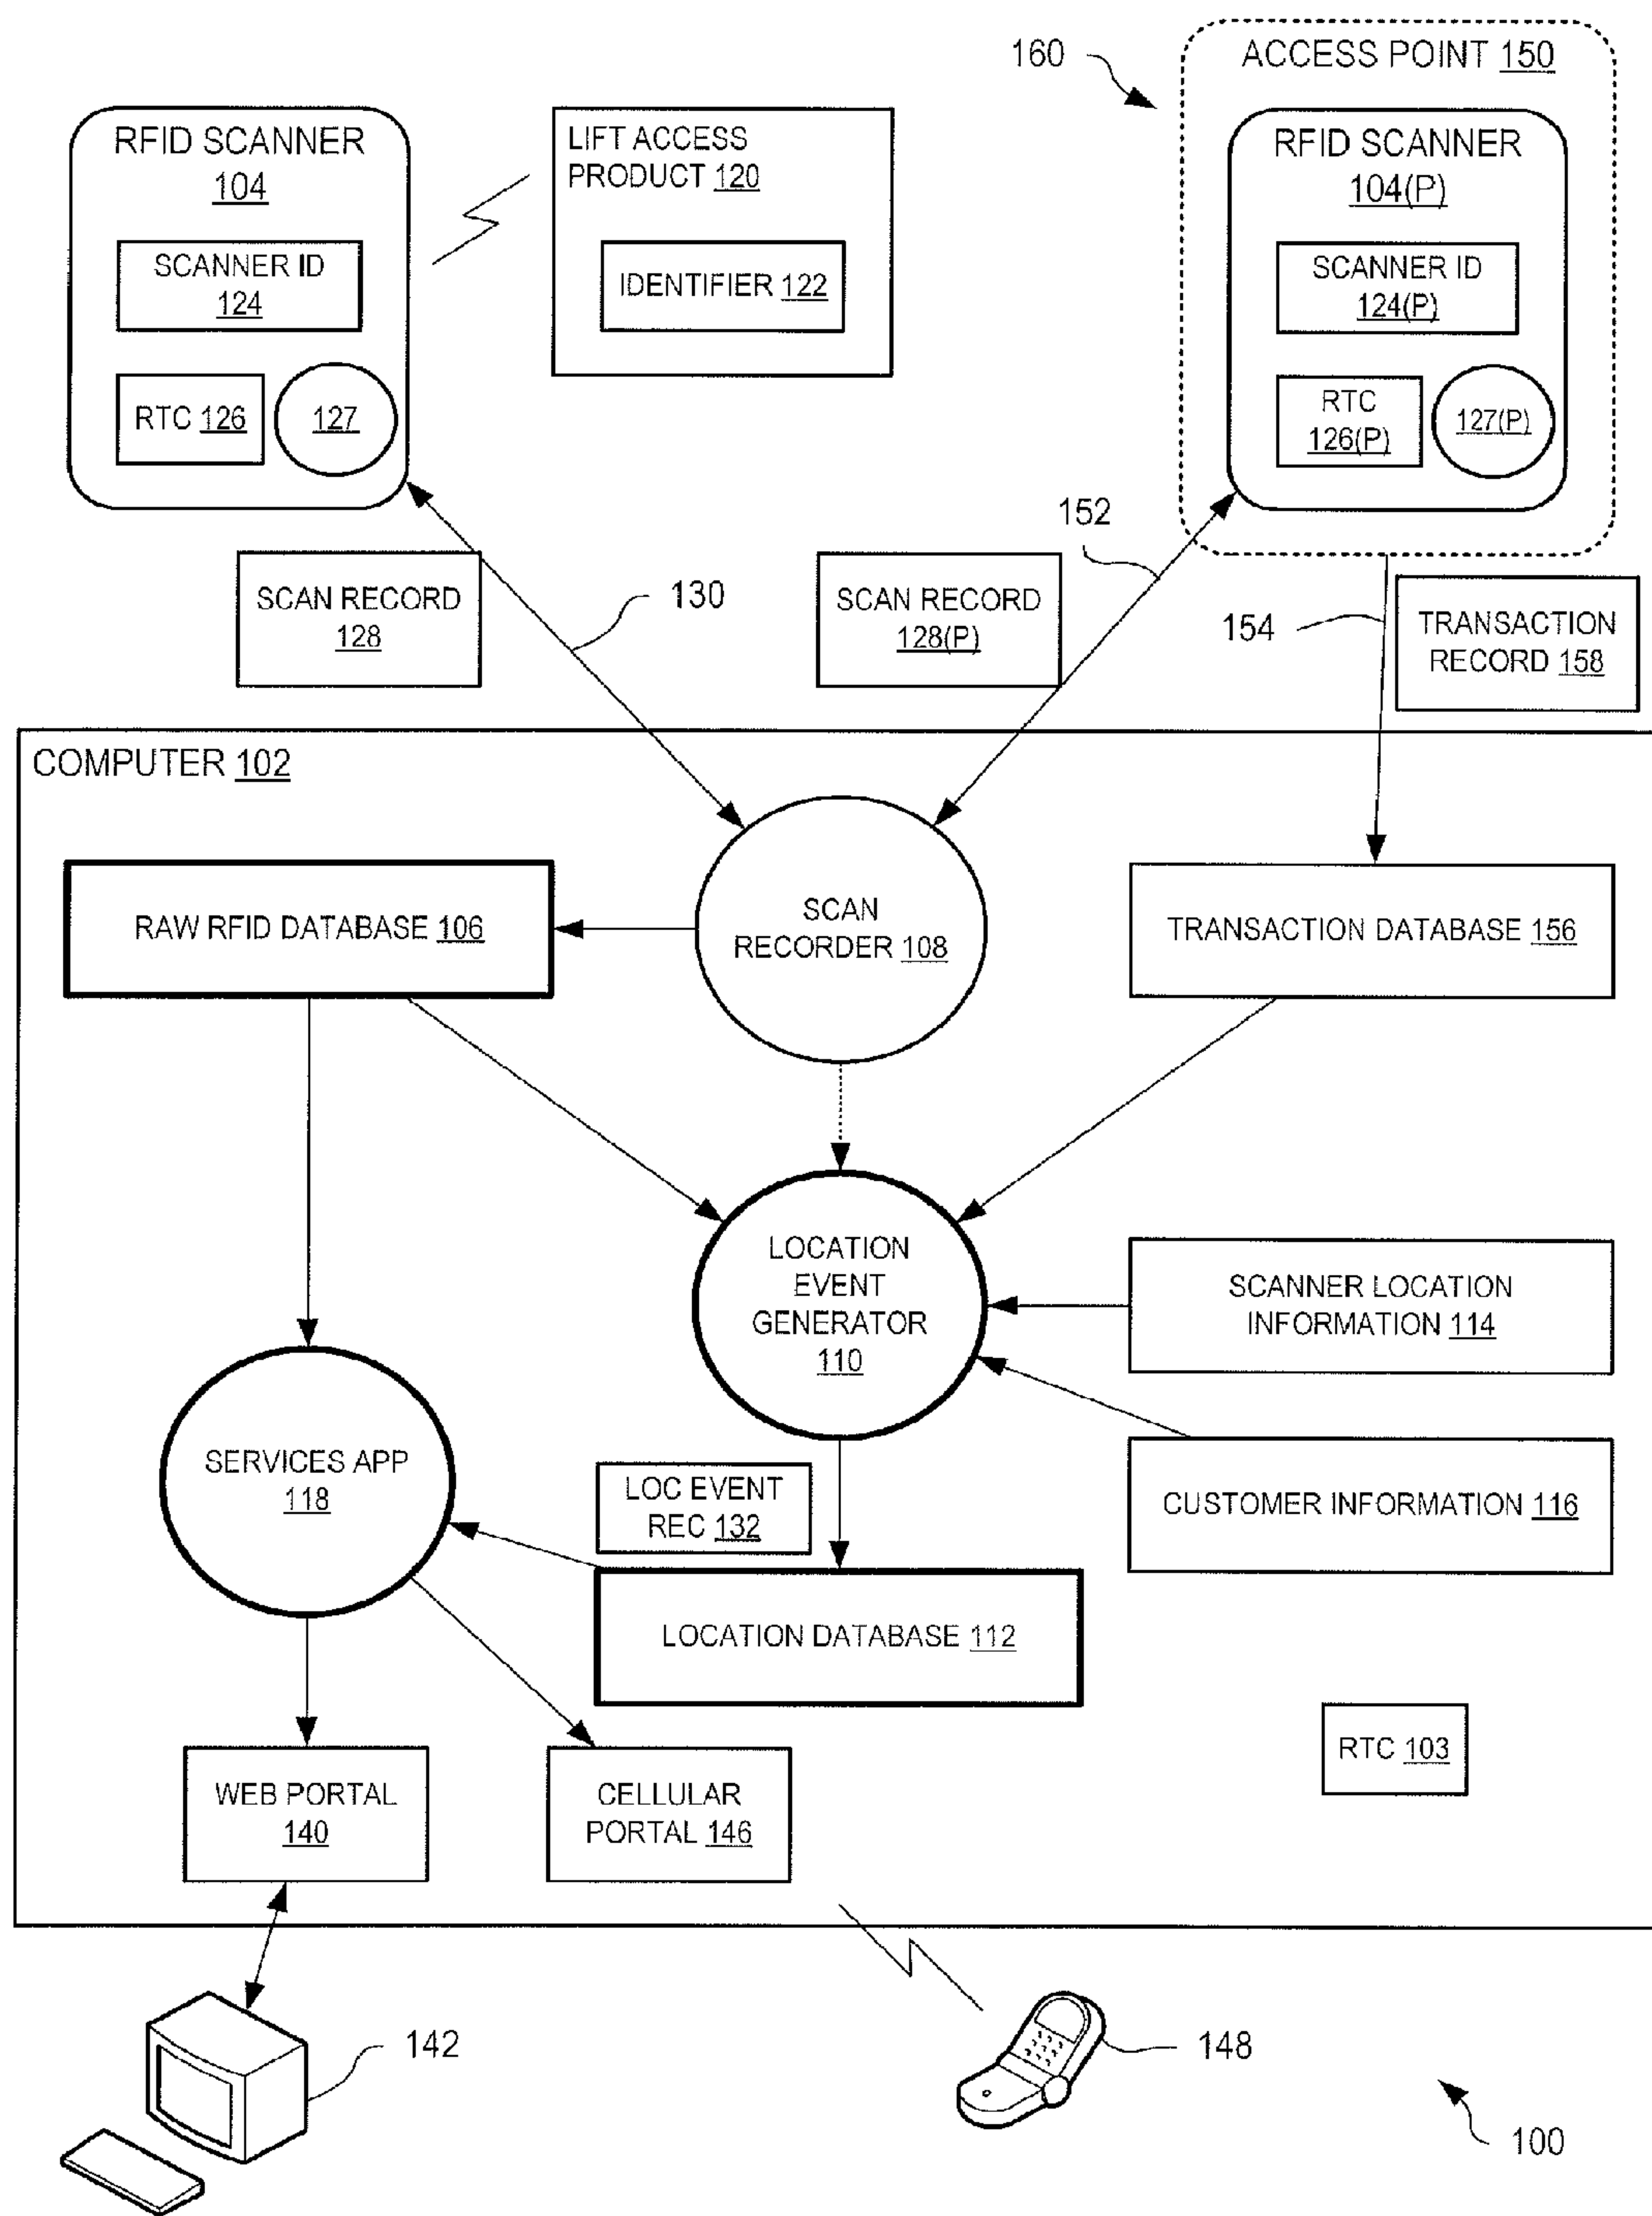 160
ACCESS POINT 150
RFID SCANNER
104
SCANNER ID
124
RTC 126
127
LIFT ACCESS
PRODUCT 120
IDENTIFIER 122
RFID SCANNER
104(P)
SCANNER ID
124(P)
RTC
126(P)
127(P)
152
SCAN RECORD
128
130
SCAN RECORD
128(P)
154
TRANSACTION
RECORD 158
COMPUTER 102
RAW RFID DATABASE 106
SCAN
RECORDER 108
TRANSACTION DATABASE 156
LOCATION
EVENT
GENERATOR
110
SCANNER LOCATION
INFORMATION 114
SERVICES APP
118
LOC EVENT
REC 132
CUSTOMER INFORMATION 116
LOCATION DATABASE 112
RTC 103
WEB PORTAL
140
CELLULAR
PORTAL 146
142
148
100